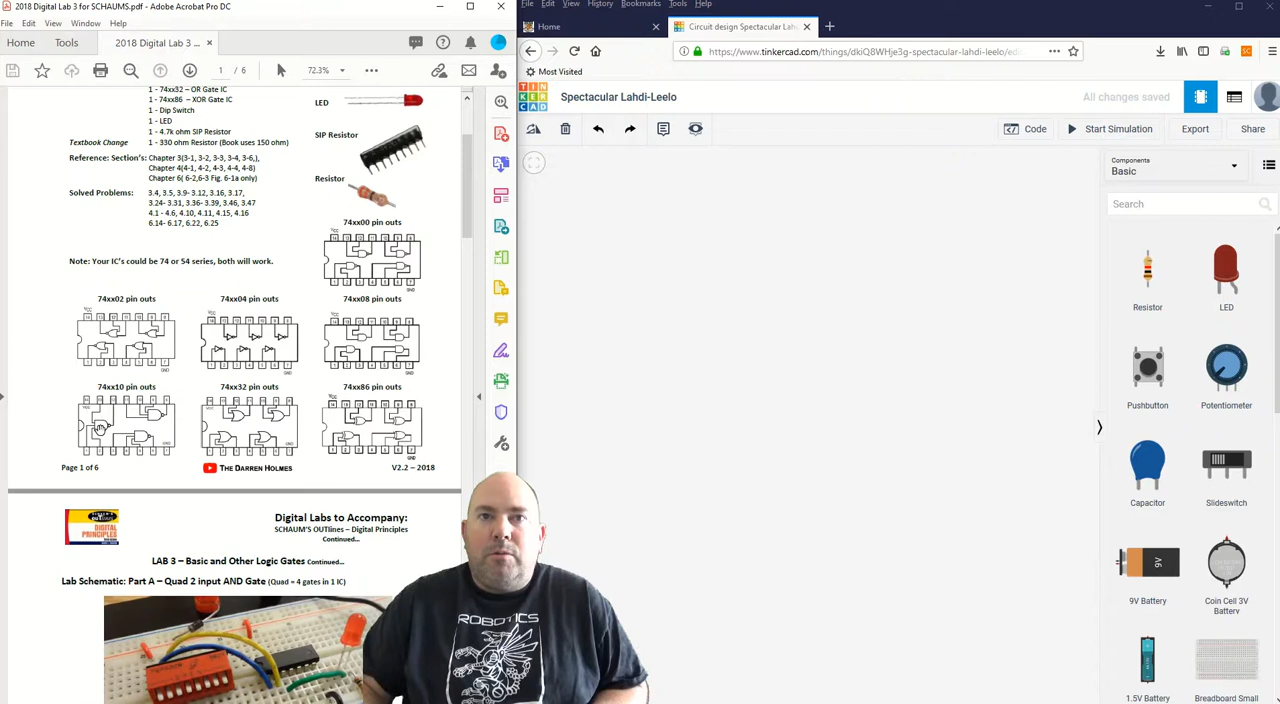 2018 Digital Lab 3 for SCHAUMS.pdf - Adobe Acrobat Pro DC
File Edit View History Bookmarks Tools Help
File Edit View Window Help
Home
Circuit design Spectacular Lah
Home Tools 2018 Digital Lab 3 ...
https://www.tinkercad.com/things/dkiQ8WHje3g-spectacular-lahdi-leelo/edi
1 / 6 72.3%
Most Visited
1 - 74xx32 – OR Gate IC
1 - 74xx86 – XOR Gate IC
1 - Dip Switch
1 - LED
1 - 4.7k ohm SIP Resistor
Textbook Change 1 - 330 ohm Resistor (Book uses 150 ohm)
Reference: Section's: Chapter 3(3-1, 3-2, 3-3, 3-4, 3-6,),
Chapter 4(4-1, 4-2, 4-3, 4-4, 4-8)
Chapter 6( 6-2,6-3 Fig. 6-1a only)
Solved Problems: 3.4, 3.5, 3.9- 3.12, 3.16, 3.17,
3.24- 3.31, 3.36- 3.39, 3.46, 3.47
4.1 - 4.6, 4.10, 4.11, 4.15, 4.16
6.14- 6.17, 6.22, 6.25
LED
SIP Resistor
Resistor
74xx00 pin outs
Note: Your IC's could be 74 or 54 series, both will work.
74xx02 pin outs 74xx04 pin outs 74xx08 pin outs
74xx10 pin outs 74xx32 pin outs 74xx86 pin outs
Page 1 of 6 THE DARREN HOLMES V2.2 – 2018
Digital Labs to Accompany:
SCHAUM'S OUTlines – Digital Principles
Continued...
SCHAUM'S
OUTlines
DIGITAL
PRINCIPLES
LAB 3 – Basic and Other Logic Gates Continued...
Lab Schematic: Part A – Quad 2 input AND Gate (Quad = 4 gates in 1 IC)
ROBOTICS
TIN
KER
CAD
Spectacular Lahdi-Leelo
All changes saved
Code Start Simulation Export Share
Components
Basic
Search
Resistor LED
Pushbutton Potentiometer
Capacitor Slideswitch
9V
9V Battery Coin Cell 3V
Battery
1.5V Battery Breadboard Small